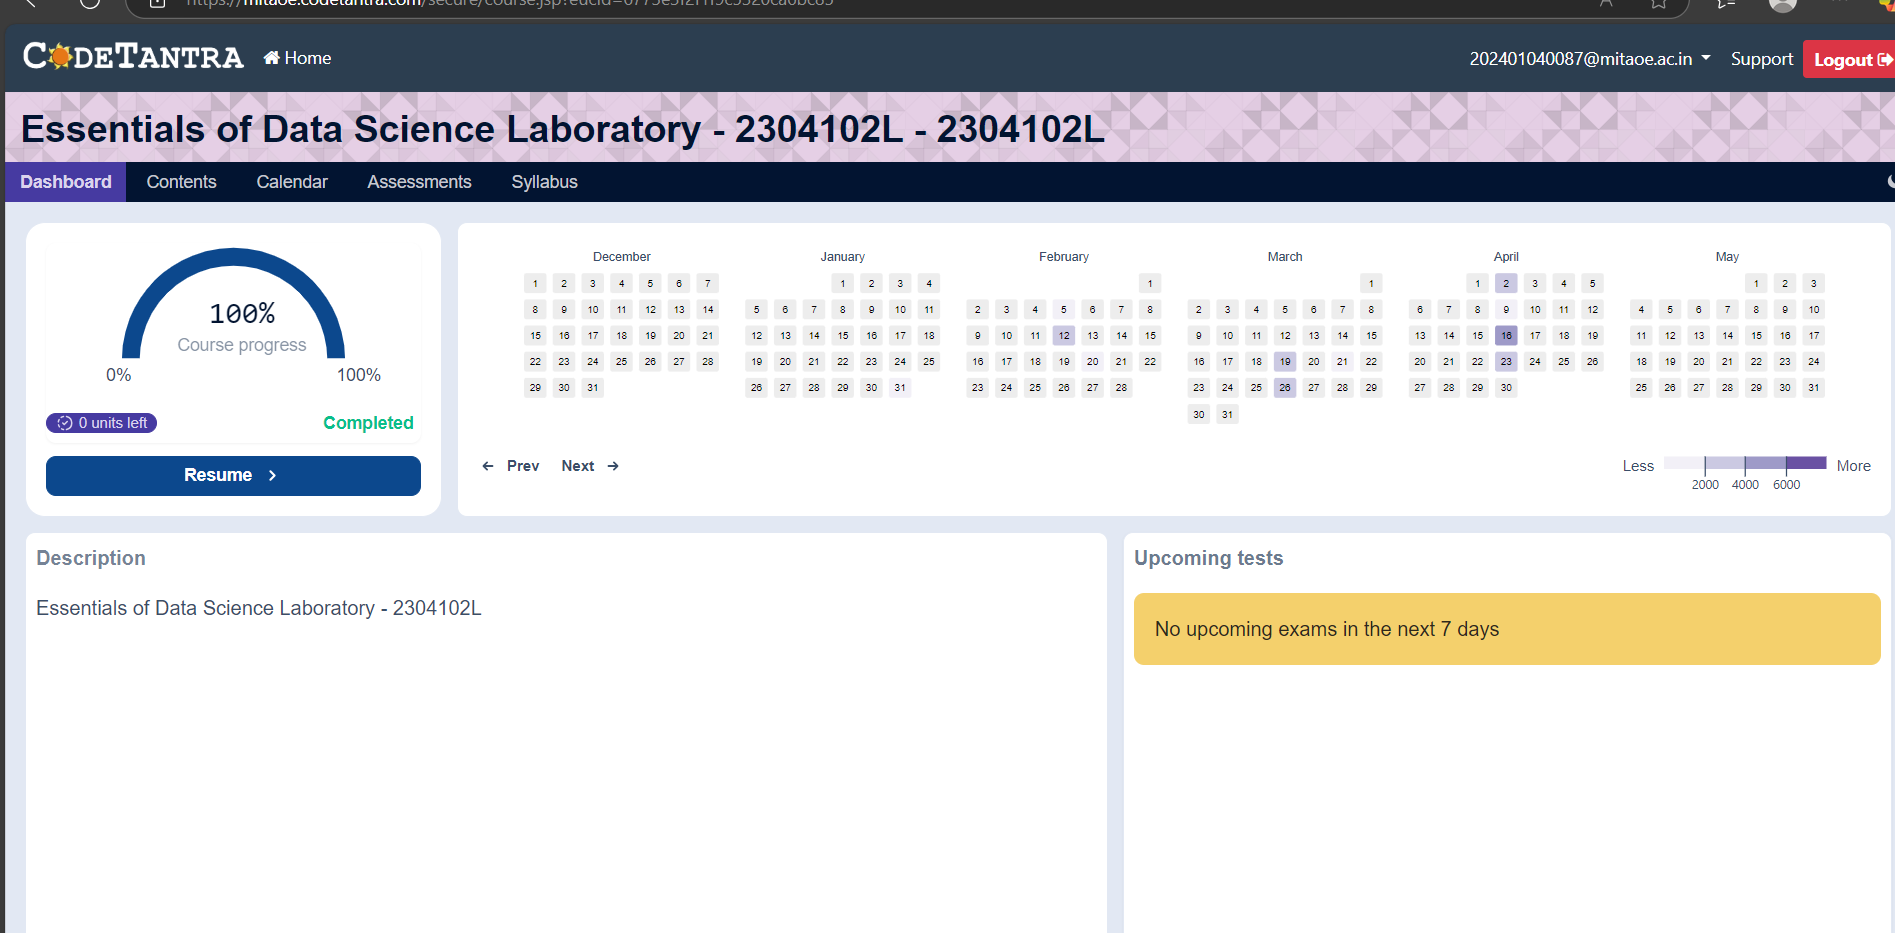 https://mitaoe.codetantra.com/secure/course.jsp?eucId=
CODETANTRA
Home
202401040087@mitaoe.ac.in
Support
Logout
Essentials of Data Science Laboratory - 2304102L - 2304102L
Dashboard
Contents
Calendar
Assessments
Syllabus
100%
Course progress
0%
100%
0 units left
Completed
Resume
December
1 2 3 4 5 6 7
8 9 10 11 12 13 14
15 16 17 18 19 20 21
22 23 24 25 26 27 28
29 30 31
January
1 2 3 4
5 6 7 8 9 10 11
12 13 14 15 16 17 18
19 20 21 22 23 24 25
26 27 28 29 30 31
February
1
2 3 4 5 6 7 8
9 10 11 12 13 14 15
16 17 18 19 20 21 22
23 24 25 26 27 28
March
1
2 3 4 5 6 7 8
9 10 11 12 13 14 15
16 17 18 19 20 21 22
23 24 25 26 27 28 29
30 31
April
1 2 3 4 5
6 7 8 9 10 11 12
13 14 15 16 17 18 19
20 21 22 23 24 25 26
27 28 29 30
May
1 2 3
4 5 6 7 8 9 10
11 12 13 14 15 16 17
18 19 20 21 22 23 24
25 26 27 28 29 30 31
Prev
Next
Less
More
2000 4000 6000
Description
Essentials of Data Science Laboratory - 2304102L
Upcoming tests
No upcoming exams in the next 7 days